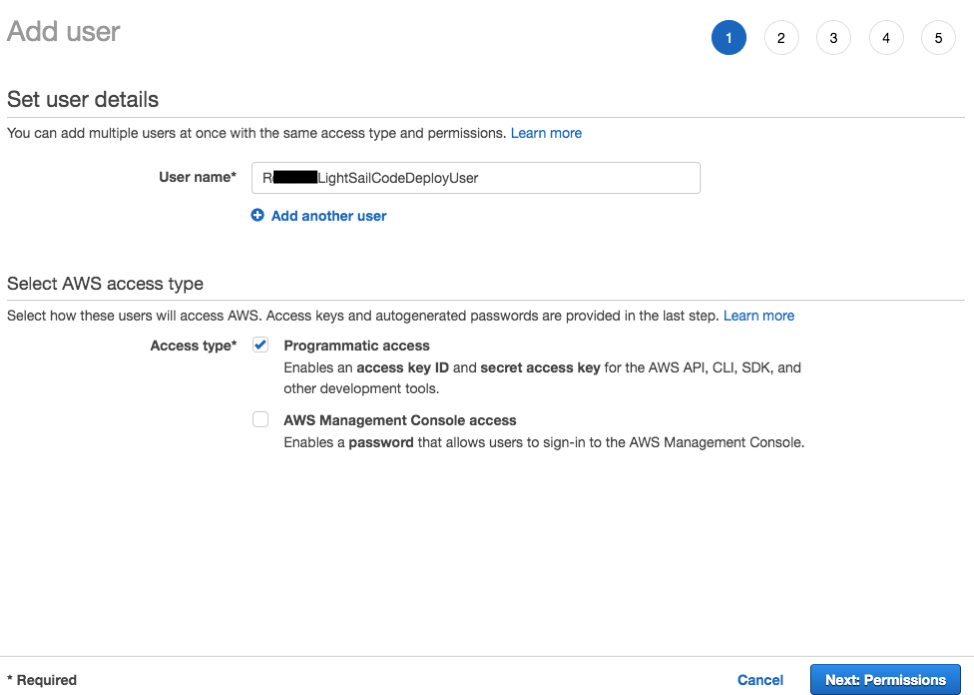 Add user
1 2 3 4 5
Set user details
You can add multiple users at once with the same access type and permissions. Learn more
User name*
LightSailCodeDeployUser
Add another user
Select AWS access type
Select how these users will access AWS. Access keys and autogenerated passwords are provided in the last step. Learn more
Access type*
Programmatic access
Enables an access key ID and secret access key for the AWS API, CLI, SDK, and
other development tools.
AWS Management Console access
Enables a password that allows users to sign-in to the AWS Management Console.
* Required
Cancel
Next: Permissions